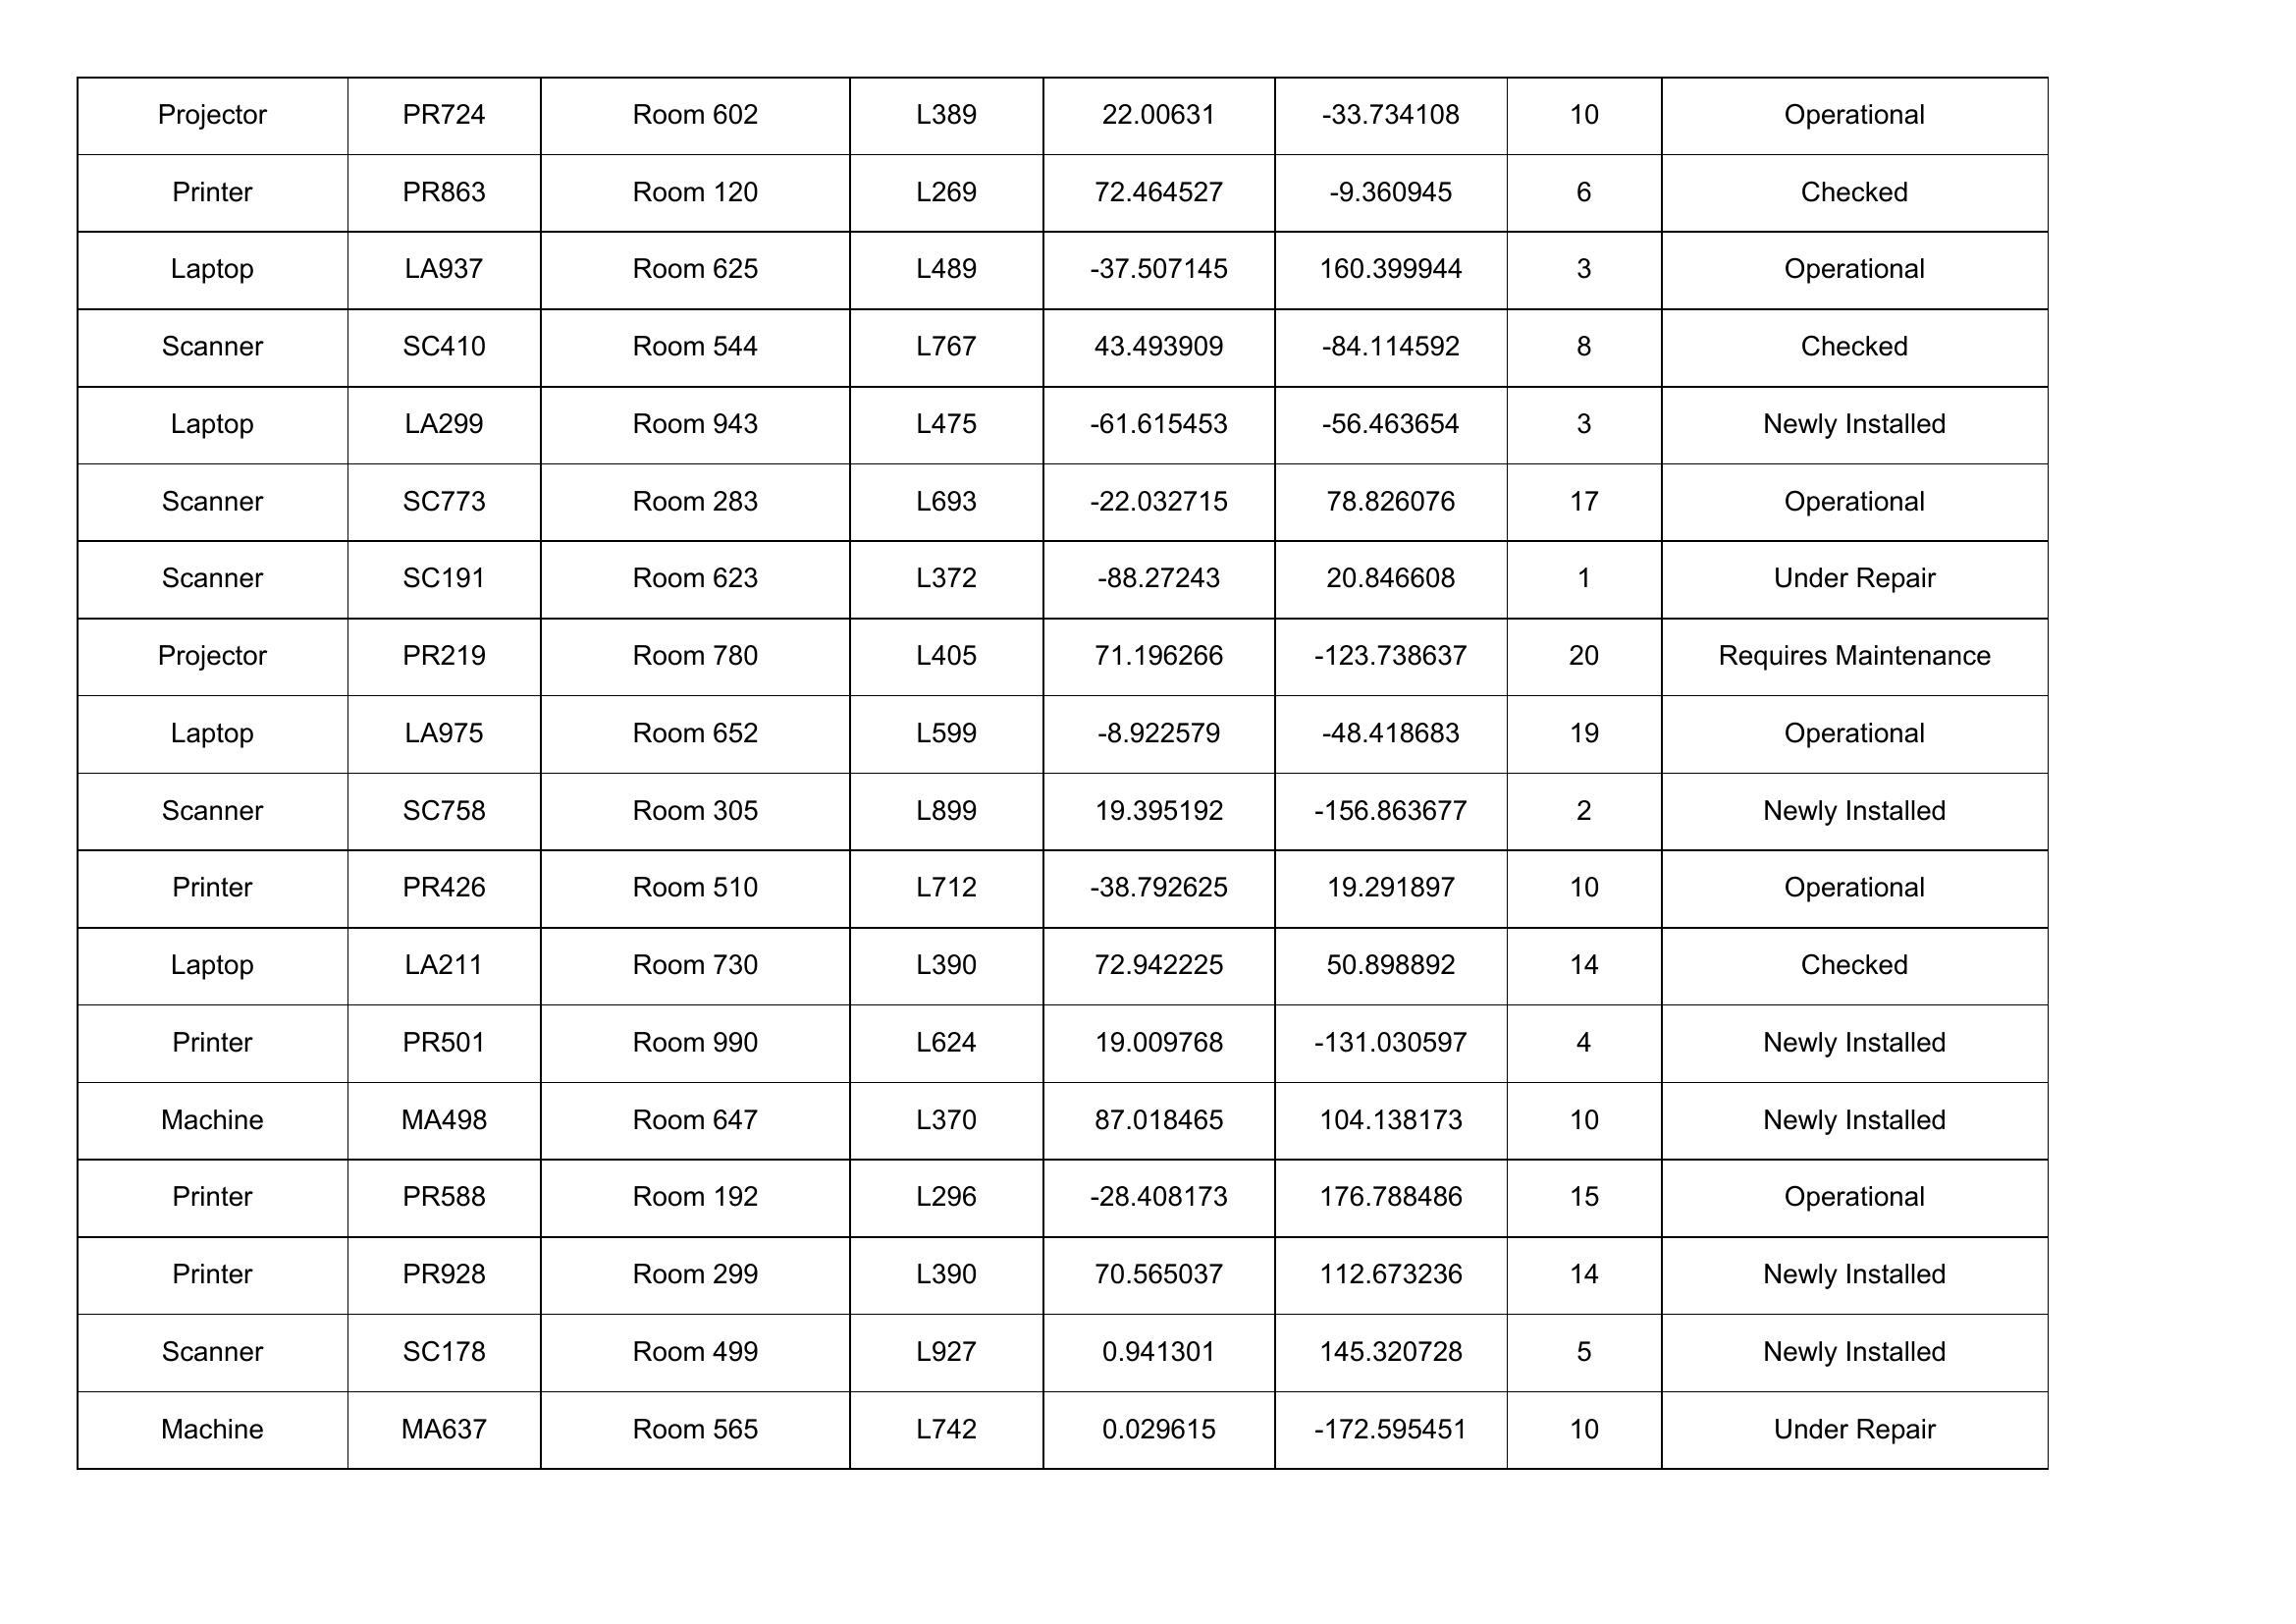 Projector PR724 Room 602 L389 22.00631 -33.734108 10 Operational
Printer PR863 Room 120 L269 72.464527 -9.360945 6 Checked
Laptop LA937 Room 625 L489 -37.507145 160.399944 3 Operational
Scanner SC410 Room 544 L767 43.493909 -84.114592 8 Checked
Laptop LA299 Room 943 L475 -61.615453 -56.463654 3 Newly Installed
Scanner SC773 Room 283 L693 -22.032715 78.826076 17 Operational
Scanner SC191 Room 623 L372 -88.27243 20.846608 1 Under Repair
Projector PR219 Room 780 L405 71.196266 -123.738637 20 Requires Maintenance
Laptop LA975 Room 652 L599 -8.922579 -48.418683 19 Operational
Scanner SC758 Room 305 L899 19.395192 -156.863677 2 Newly Installed
Printer PR426 Room 510 L712 -38.792625 19.291897 10 Operational
Laptop LA211 Room 730 L390 72.942225 50.898892 14 Checked
Printer PR501 Room 990 L624 19.009768 -131.030597 4 Newly Installed
Machine MA498 Room 647 L370 87.018465 104.138173 10 Newly Installed
Printer PR588 Room 192 L296 -28.408173 176.788486 15 Operational
Printer PR928 Room 299 L390 70.565037 112.673236 14 Newly Installed
Scanner SC178 Room 499 L927 0.941301 145.320728 5 Newly Installed
Machine MA637 Room 565 L742 0.029615 -172.595451 10 Under Repair